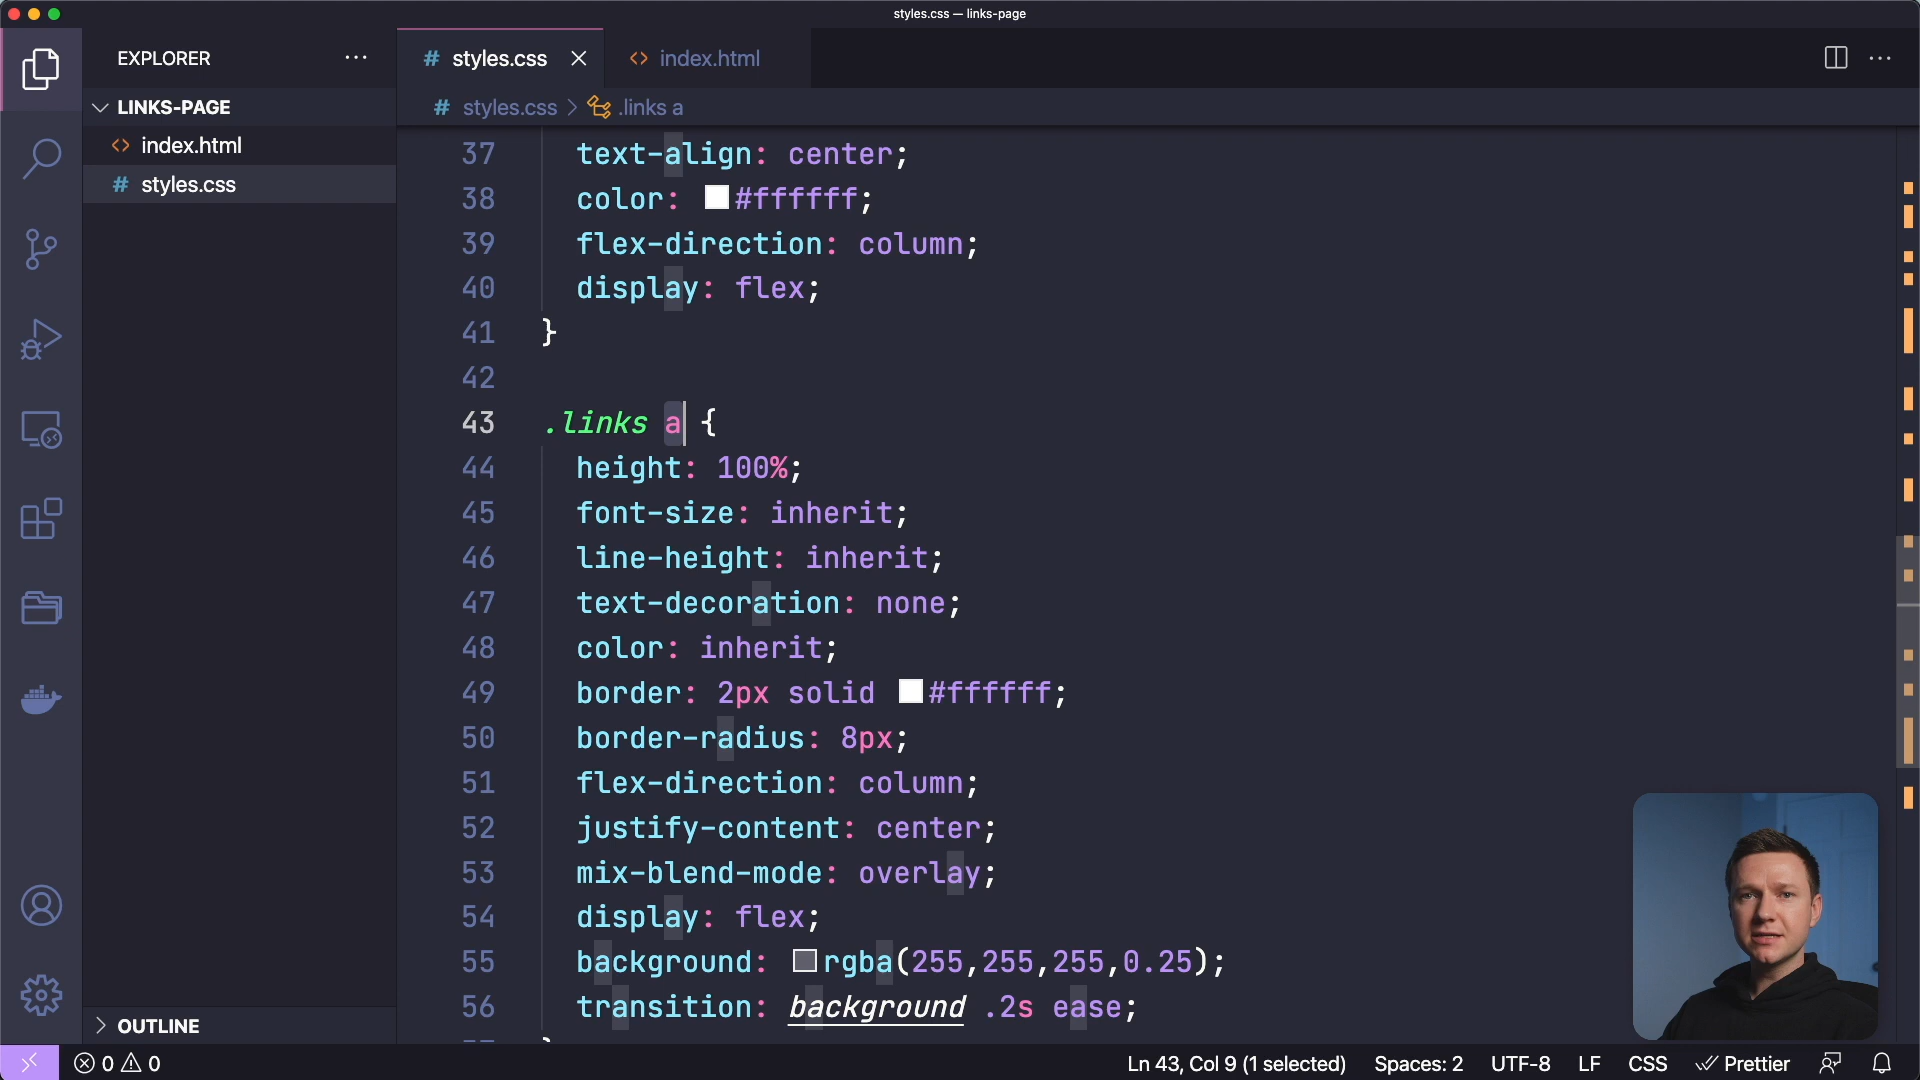 styles.css — links-page
EXPLORER
LINKS-PAGE
index.html
styles.css
OUTLINE
# styles.css
index.html
# styles.css > .links a
37 text-align: center;
38 color: #ffffff;
39 flex-direction: column;
40 display: flex;
41 }
42
43 .links a {
44 height: 100%;
45 font-size: inherit;
46 line-height: inherit;
47 text-decoration: none;
48 color: inherit;
49 border: 2px solid #ffffff;
50 border-radius: 8px;
51 flex-direction: column;
52 justify-content: center;
53 mix-blend-mode: overlay;
54 display: flex;
55 background: rgba(255,255,255,0.25);
56 transition: background .2s ease;
0 0 Ln 43, Col 9 (1 selected) Spaces: 2 UTF-8 LF CSS Prettier